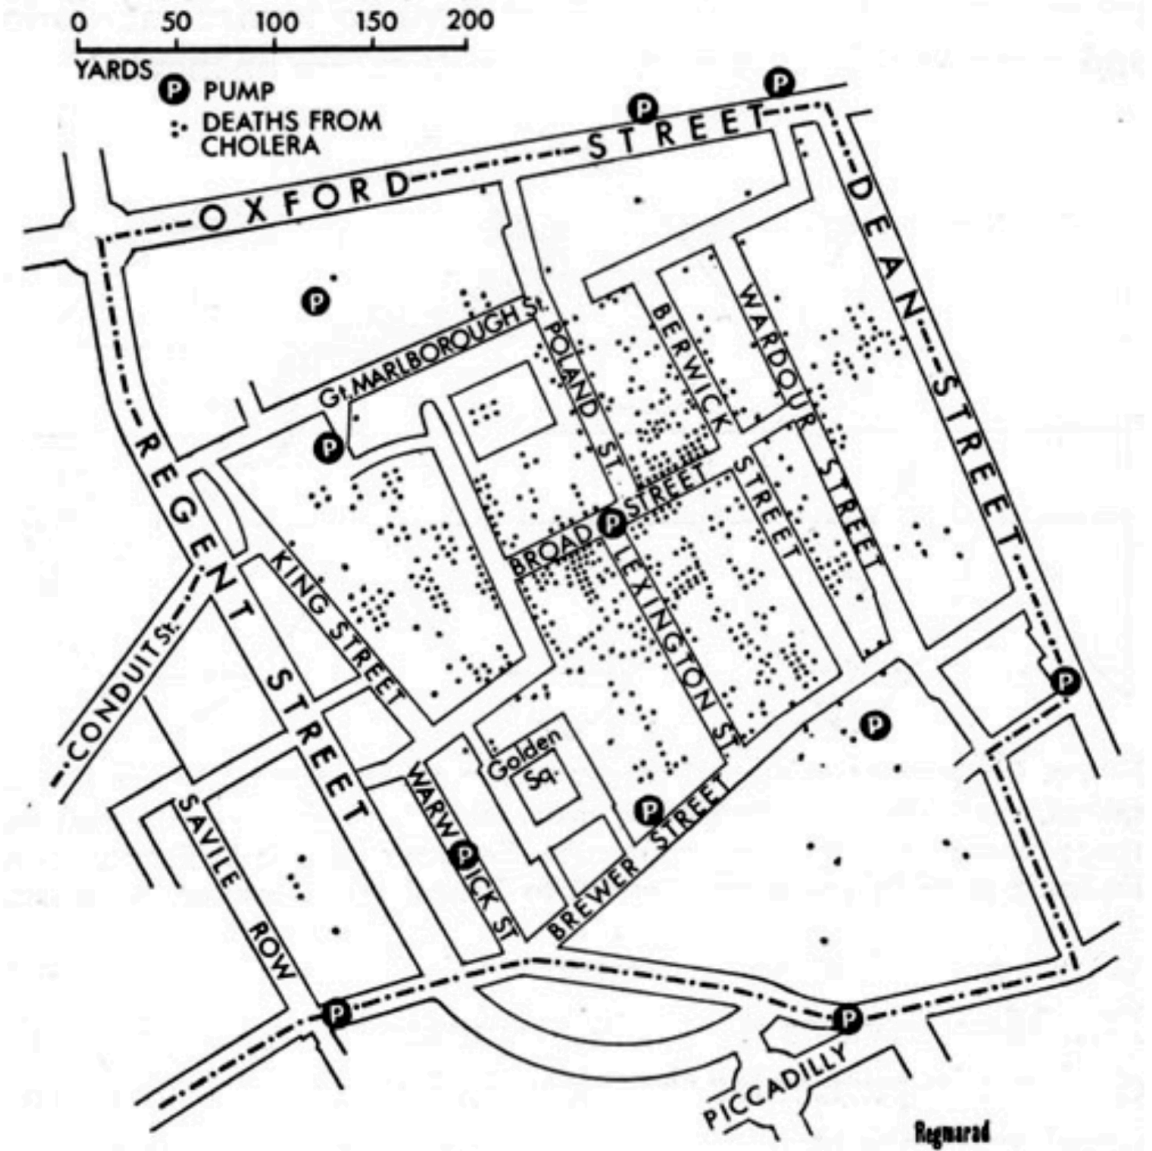 0 50 100 150 200
YARDS
P PUMP
DEATHS FROM
CHOLERA
P
P
OXFORD STREET
DEAN STREET
P
Gt. MARLBOROUGH St.
POLAND ST.
BERWICK STREET
WARDOUR STREET
P
REGENT STREET
BROAD P STREET
KING STREET
LEXINGTON ST.
CONDUIT St.
P
P
Golden
Sq.
SAVILE ROW
WARWICK ST
P
P
BREWER STREET
P
P
PICCADILLY
Regmarad